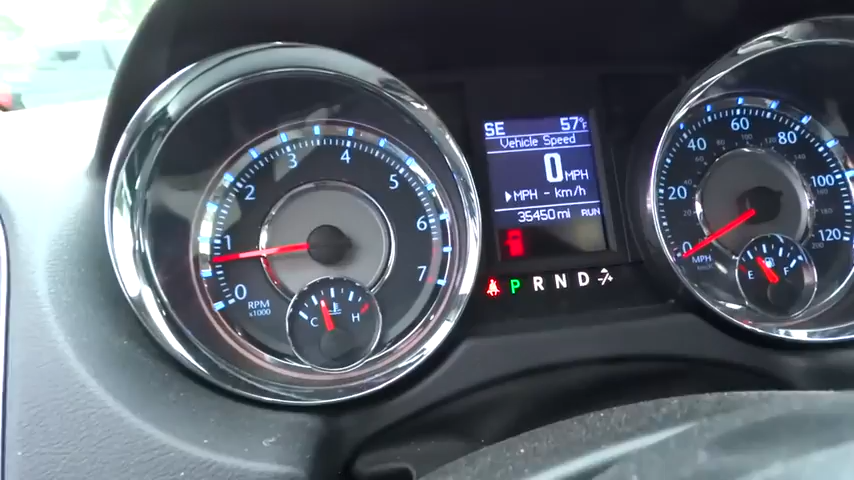 0
1
2
3
4
5
6
7
RPM
x1000
C
H
SE 57°F
Vehicle Speed
0 MPH
▶MPH - km/h
35450 mi RUN
P R N D
0
20
40
60
80
100
120
MPH
E
F